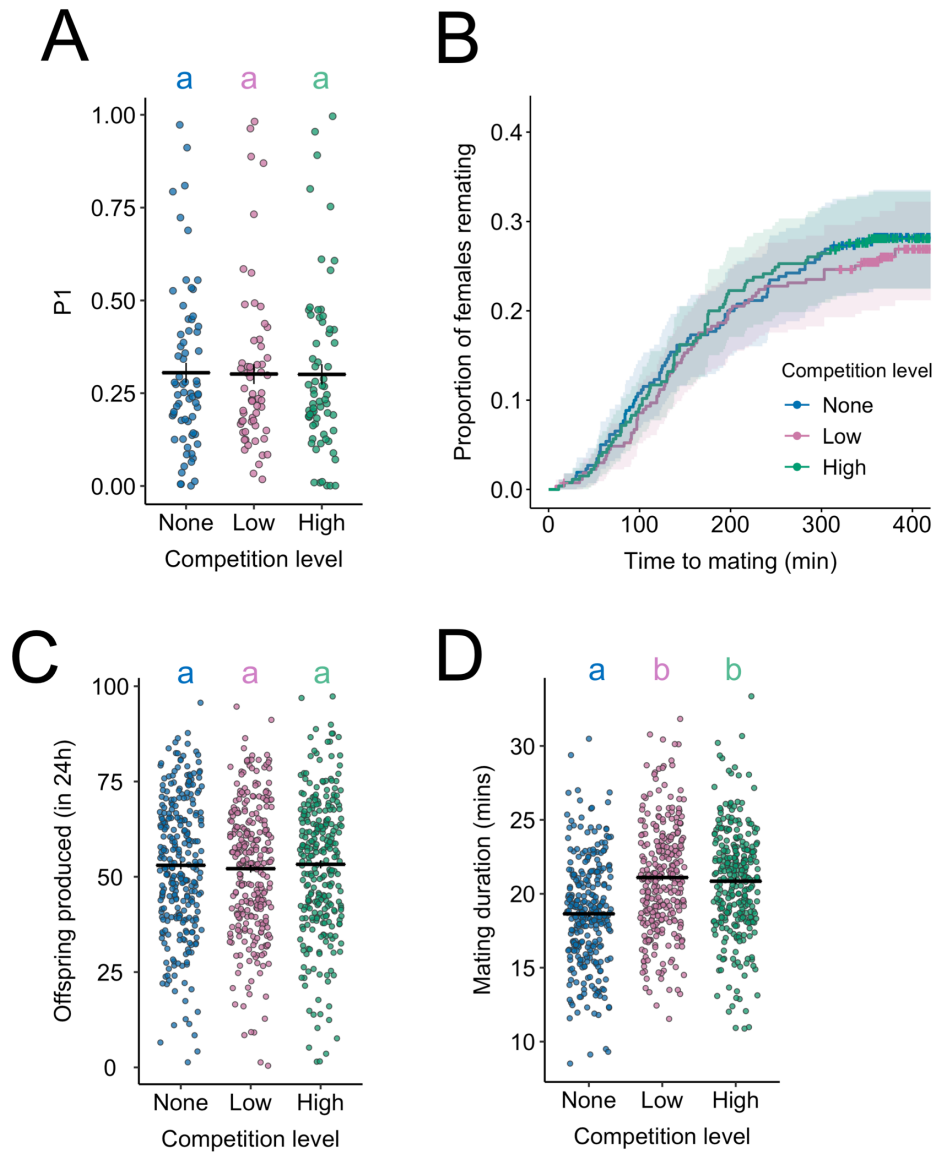 A
a a a
1.00
0.75
0.50
0.25
0.00
P1
None Low High
Competition level
B
0.4
0.3
0.2
0.1
0.0
Proportion of females remating
Competition level
None
Low
High
0 100 200 300 400
Time to mating (min)
C
a a a
100
75
50
25
0
Offspring produced (in 24h)
None Low High
Competition level
D
a b b
30
25
20
15
10
Mating duration (mins)
None Low High
Competition level